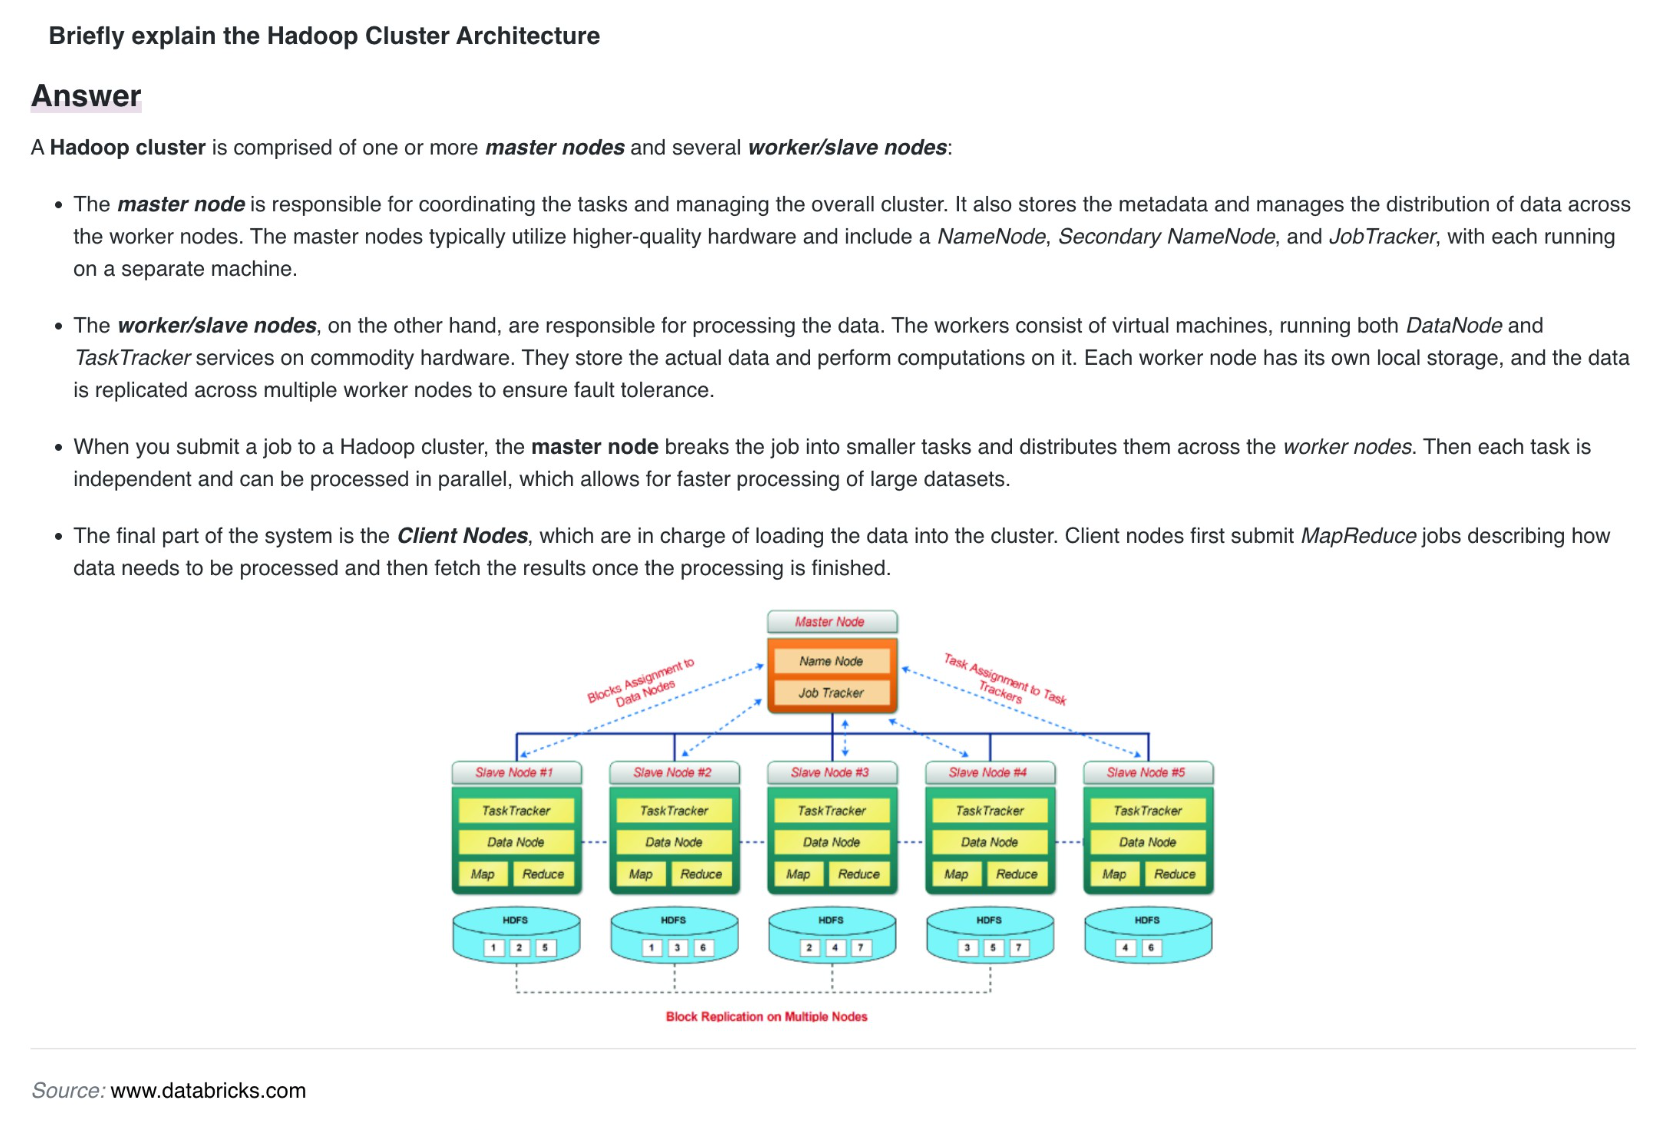 Briefly explain the Hadoop Cluster Architecture
Answer
A Hadoop cluster is comprised of one or more master nodes and several worker/slave nodes:
The master node is responsible for coordinating the tasks and managing the overall cluster. It also stores the metadata and manages the distribution of data across
the worker nodes. The master nodes typically utilize higher-quality hardware and include a NameNode, Secondary NameNode, and JobTracker, with each running
on a separate machine.
The worker/slave nodes, on the other hand, are responsible for processing the data. The workers consist of virtual machines, running both DataNode and
TaskTracker services on commodity hardware. They store the actual data and perform computations on it. Each worker node has its own local storage, and the data
is replicated across multiple worker nodes to ensure fault tolerance.
When you submit a job to a Hadoop cluster, the master node breaks the job into smaller tasks and distributes them across the worker nodes. Then each task is
independent and can be processed in parallel, which allows for faster processing of large datasets.
The final part of the system is the Client Nodes, which are in charge of loading the data into the cluster. Client nodes first submit MapReduce jobs describing how
data needs to be processed and then fetch the results once the processing is finished.
Master Node
Name Node
Job Tracker
Blocks Assignment to
Data Nodes
Task Assignment to Task
Trackers
Slave Node #1 Slave Node #2 Slave Node #3 Slave Node #4 Slave Node #5
TaskTracker TaskTracker TaskTracker TaskTracker TaskTracker
Data Node Data Node Data Node Data Node Data Node
Map Reduce Map Reduce Map Reduce Map Reduce Map Reduce
HDFS HDFS HDFS HDFS HDFS
1 2 5 1 3 6 2 4 7 3 5 7 4 6
Block Replication on Multiple Nodes
Source: www.databricks.com